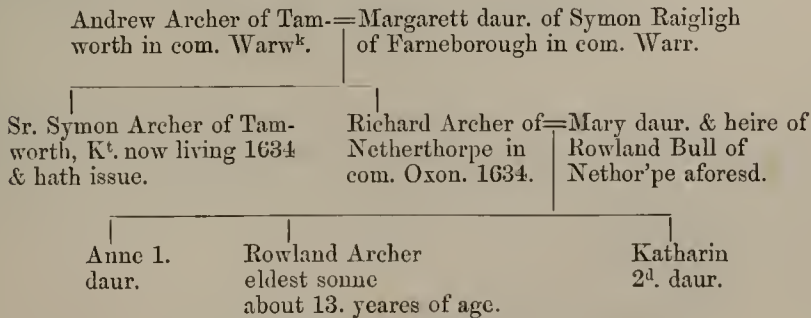 Andrew Archer of Tam-=Margarett daur. of Symon Raigligh
worth in com. Warwᵏ. of Farneborough in com. Warr.
Sr. Symon Archer of Tam- Richard Archer of=Mary daur. & heire of
worth, Kᵗ. now living 1634 Netherthorpe in Rowland Bull of
& hath issue. com. Oxon. 1634. Nethor'pe aforesd.
Anne 1. Rowland Archer Katharin
daur. eldest sonne 2ᵈ. daur.
about 13. yeares of age.